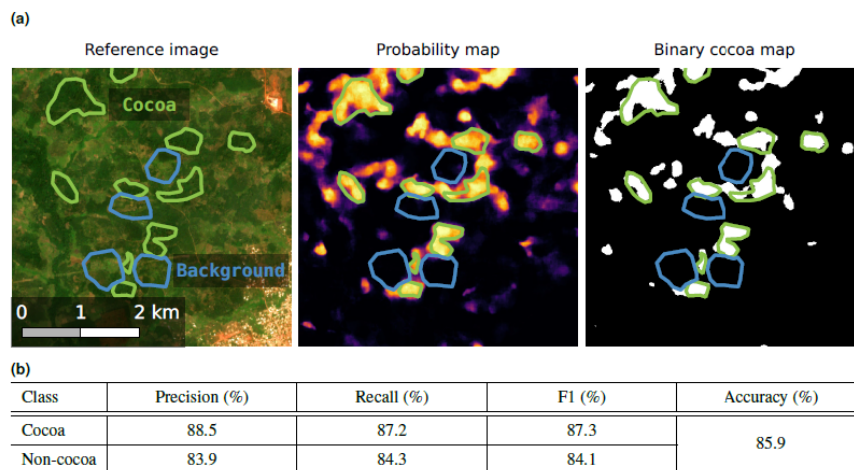 (a)
Reference image Probability map Binary cocoa map
Cocoa
Background
0 1 2 km
(b)
Class Precision (%) Recall (%) F1 (%) Accuracy (%)
Cocoa 88.5 87.2 87.3 85.9
Non-cocoa 83.9 84.3 84.1